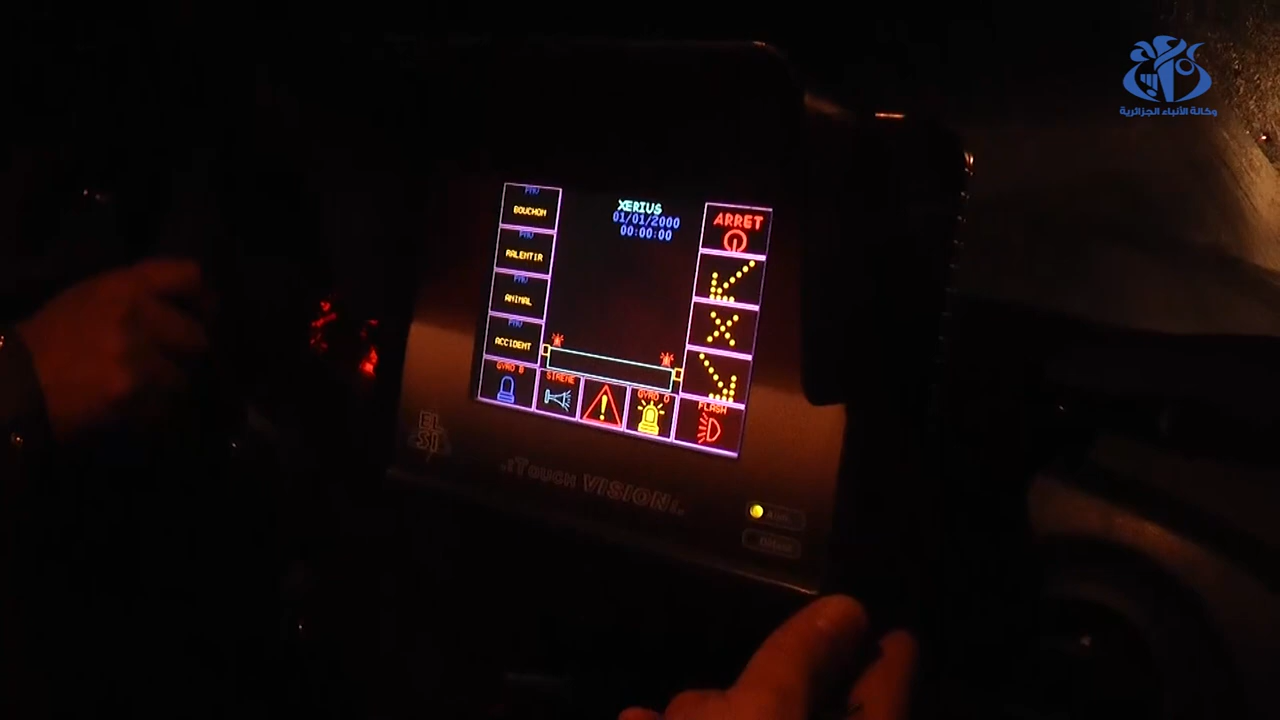 وكالة الأنباء الجزائرية
PMV
BOUCHON
PMV
RALENTIR
PMV
ANIMAL
PMV
ACCIDENT
XERIUS
01/01/2000
00:00:00
ARRET
GYRO B
SIRENE
GYRO O
FLASH
EL
SI
TOUCH VISION